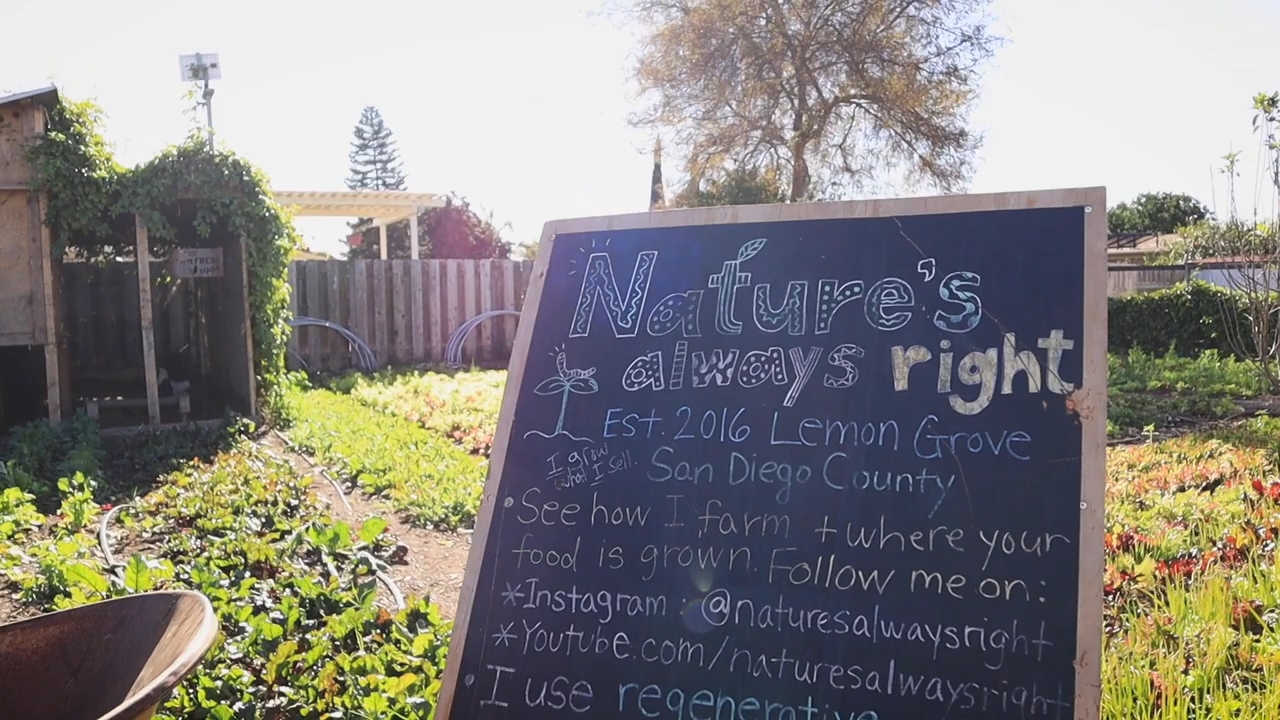 Nature's
always right
Est. 2016 Lemon Grove
I grow
what I sell.
San Diego County
• See how I farm + where your
food is grown. Follow me on:
*Instagram: @naturesalwaysright
*Youtube.com/naturesalwaysright
• I use regenerative